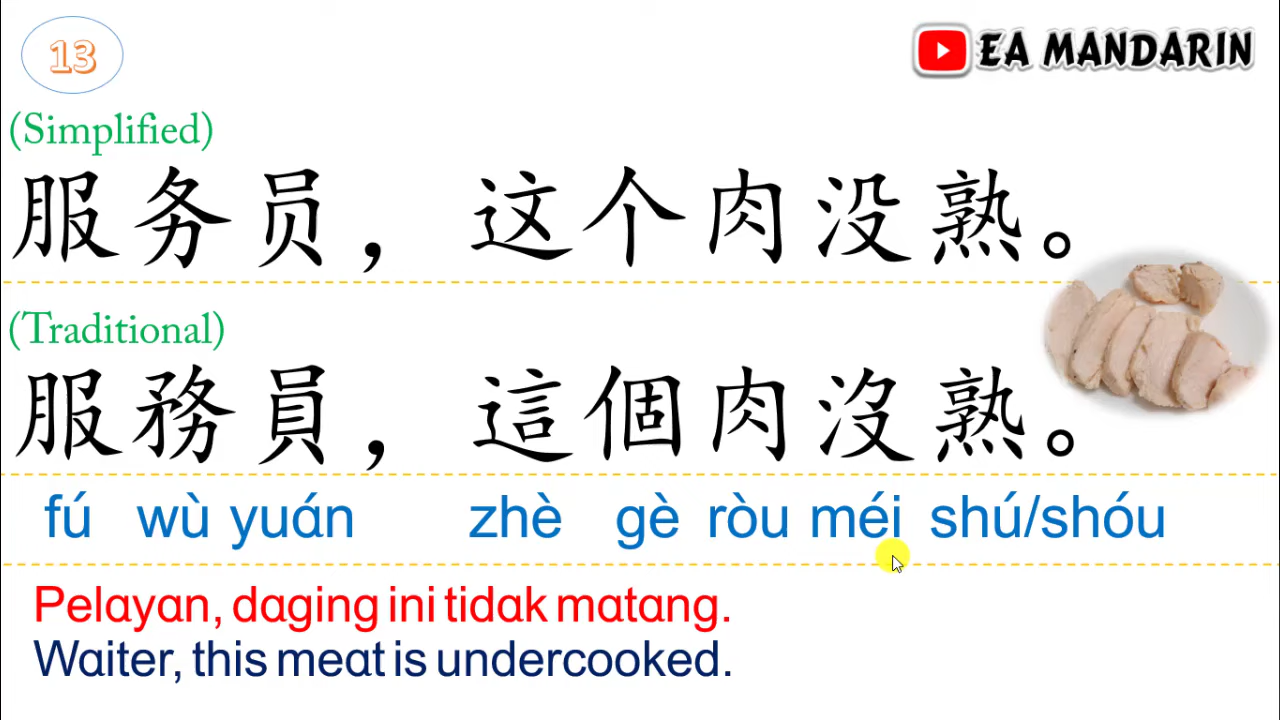 13
EA MANDARIN
(Simplified)
服务员，这个肉没熟。
(Traditional)
服務員，這個肉沒熟。
fú wù yuán zhè gè ròu méi shú/shóu
Pelayan, daging ini tidak matang.
Waiter, this meat is undercooked.